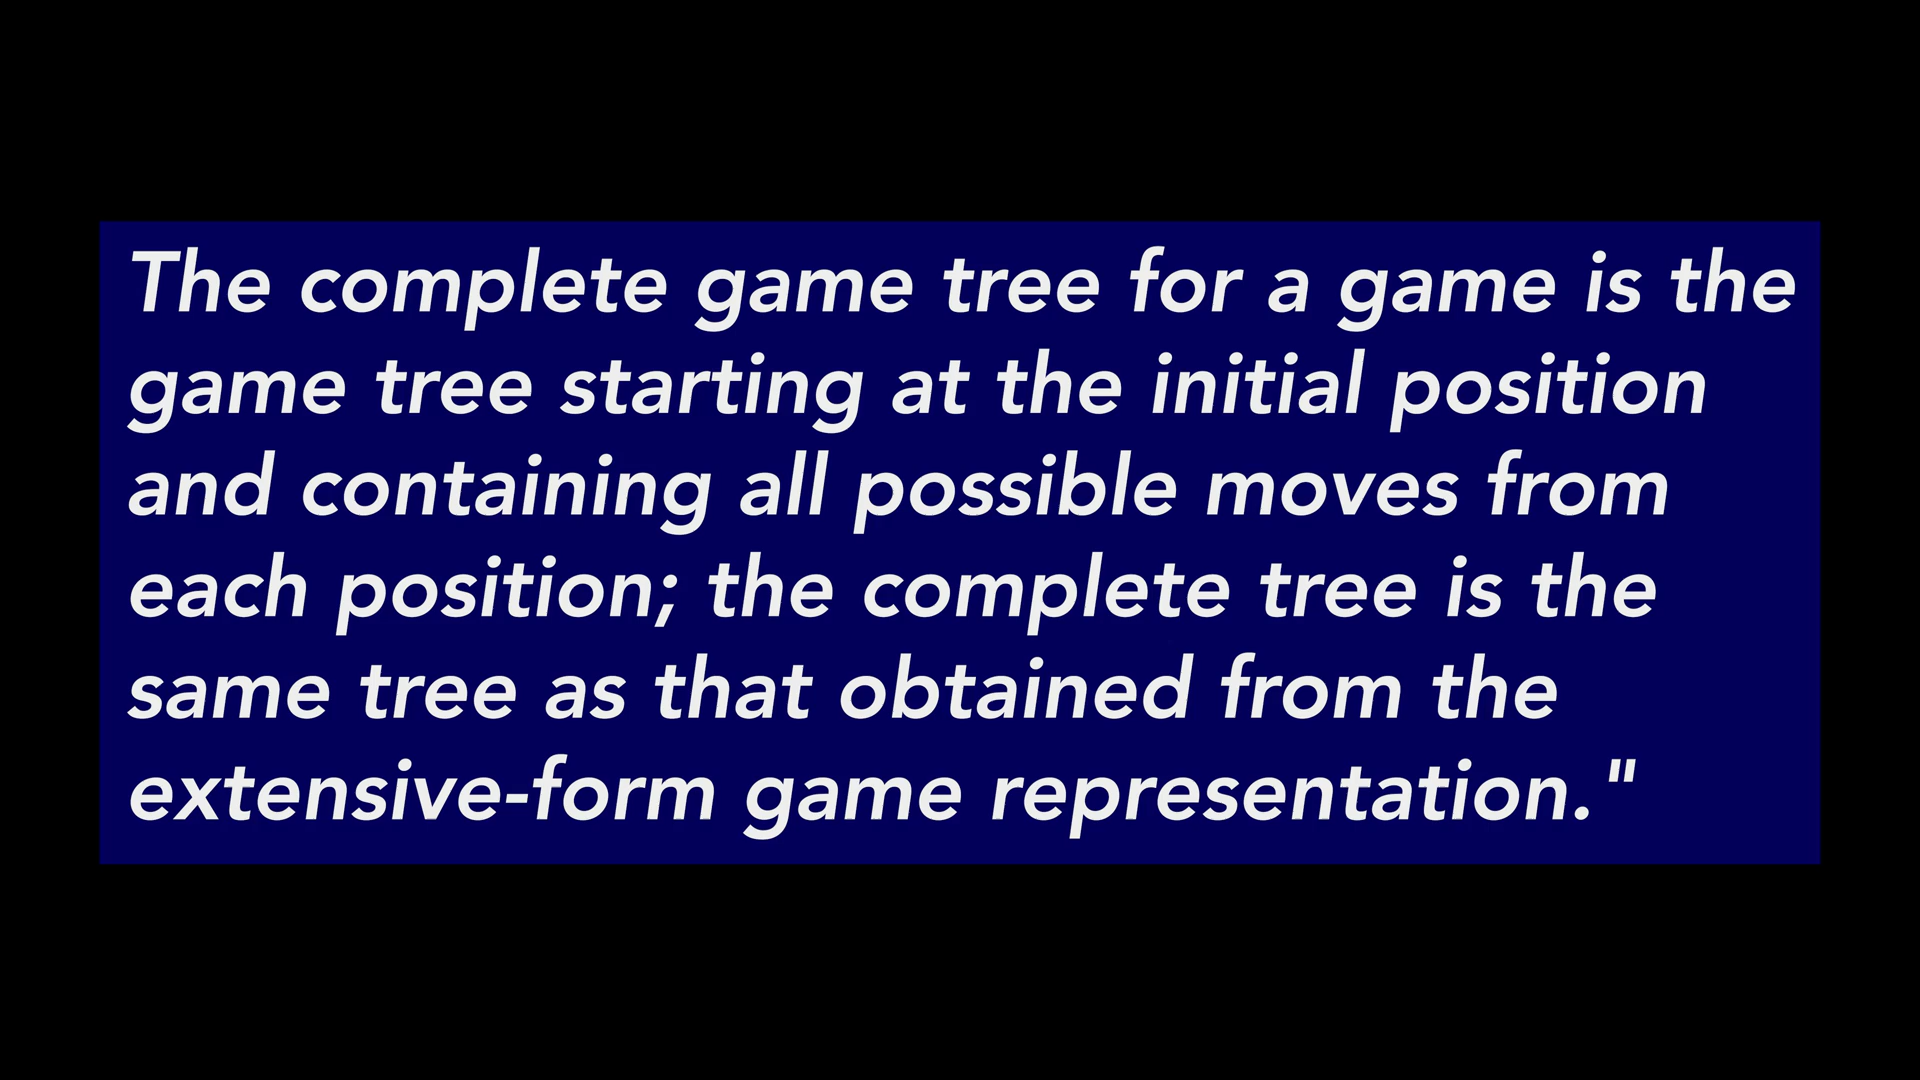 The complete game tree for a game is the
game tree starting at the initial position
and containing all possible moves from
each position; the complete tree is the
same tree as that obtained from the
extensive-form game representation."